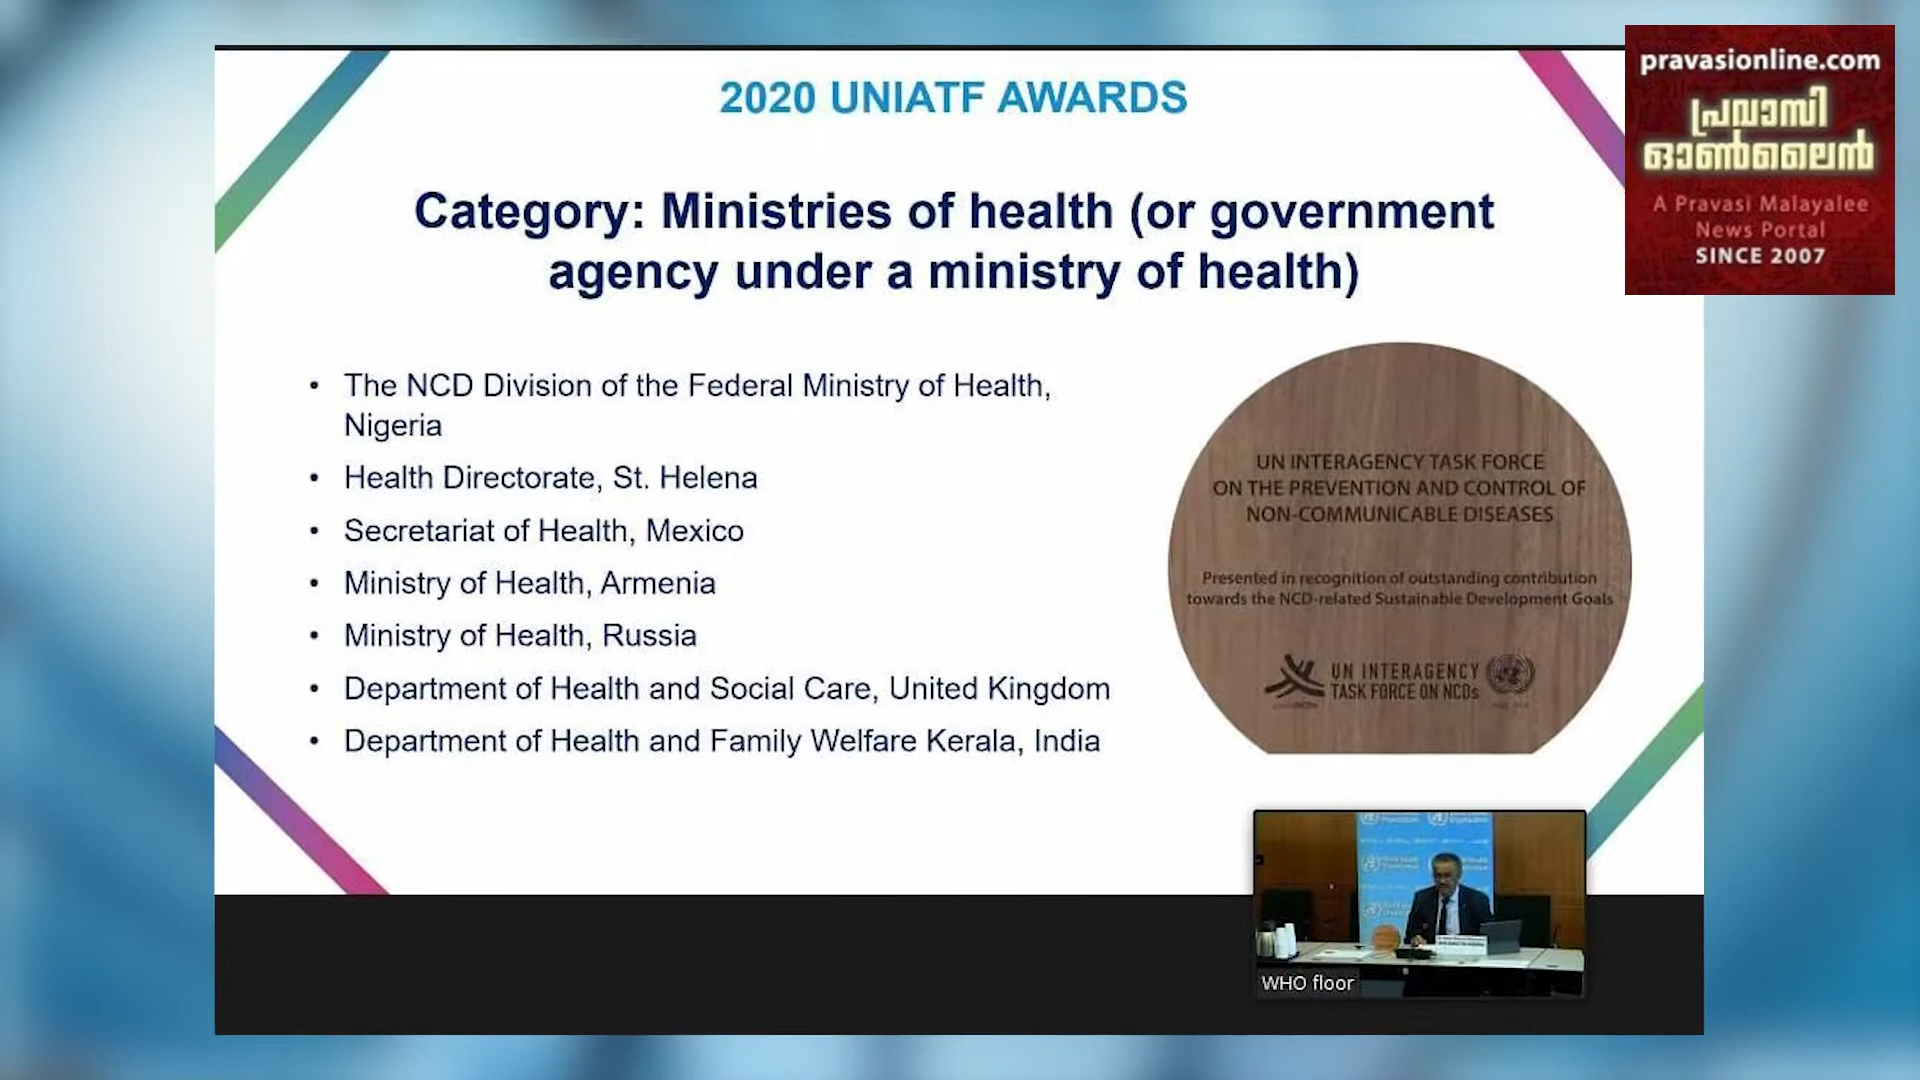 2020 UNIATF AWARDS
Category: Ministries of health (or government
agency under a ministry of health)
• The NCD Division of the Federal Ministry of Health,
Nigeria
• Health Directorate, St. Helena
• Secretariat of Health, Mexico
• Ministry of Health, Armenia
• Ministry of Health, Russia
• Department of Health and Social Care, United Kingdom
• Department of Health and Family Welfare Kerala, India
UN INTERAGENCY TASK FORCE
ON THE PREVENTION AND CONTROL OF
NON-COMMUNICABLE DISEASES
Presented in recognition of outstanding contribution
towards the NCD-related Sustainable Development Goals
UN INTERAGENCY
TASK FORCE ON NCDs
WHO floor
pravasionline.com
പ്രവാസി
ഓൺലൈൻ
A Pravasi Malayalee
News Portal
SINCE 2007